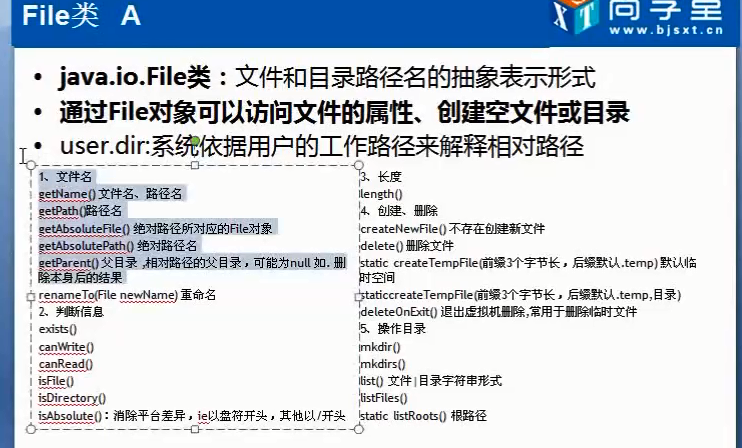 File类 A
尚学堂
www.bjsxt.cn
• java.io.File类：文件和目录路径名的抽象表示形式
• 通过File对象可以访问文件的属性、创建空文件或目录
• user.dir:系统依据用户的工作路径来解释相对路径
1、文件名
getName() 文件名、路径名
getPath()路径名
getAbsoluteFile() 绝对路径所对应的File对象
getAbsolutePath() 绝对路径名
getParent() 父目录 ,相对路径的父目录，可能为null 如. 删
除本身后的结果
renameTo(File newName) 重命名
2、判断信息
exists()
canWrite()
canRead()
isFile()
isDirectory()
isAbsolute()：消除平台差异，ie以盘符开头，其他以/开头
3、长度
length()
4、创建、删除
createNewFile() 不存在创建新文件
delete() 删除文件
static createTempFile(前缀3个字节长，后缀默认.temp) 默认临
时空间
staticcreateTempFile(前缀3个字节长，后缀默认.temp,目录)
deleteOnExit() 退出虚拟机删除,常用于删除临时文件
5、操作目录
mkdir()
mkdirs()
list() 文件|目录字符串形式
listFiles()
static listRoots() 根路径